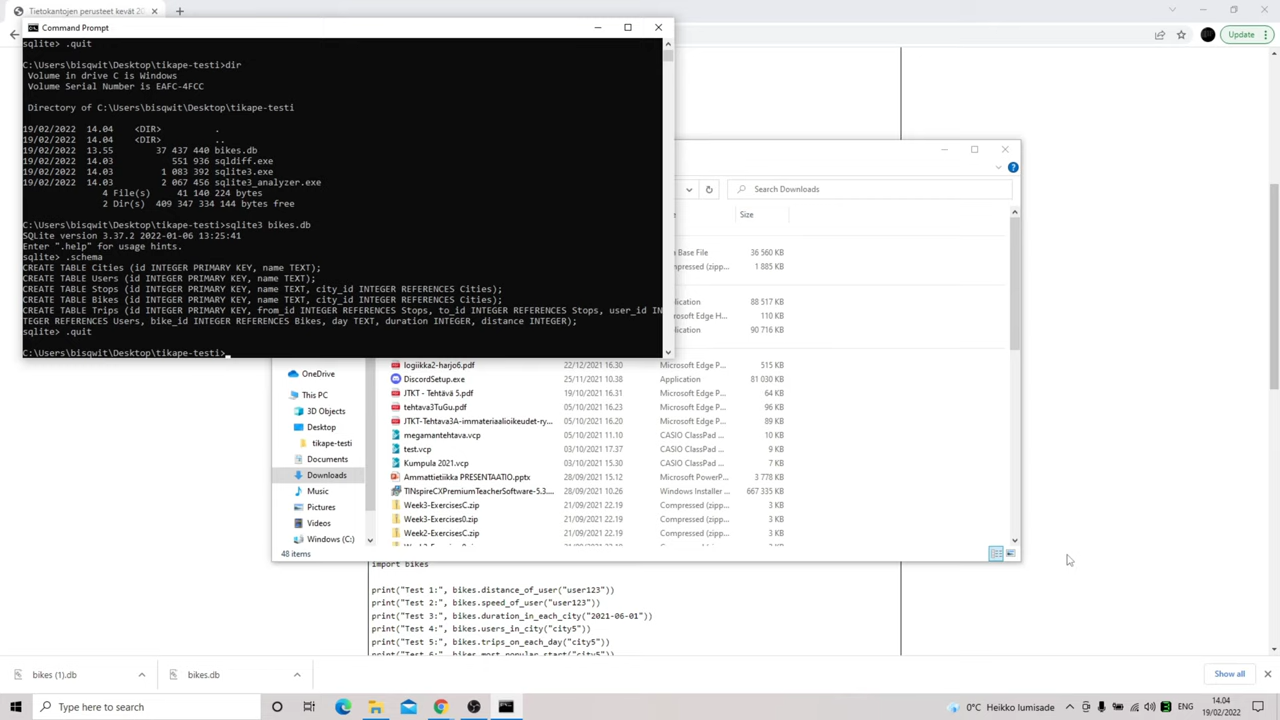 Tietokantojen perusteet kevät 20
Command Prompt
Update
sqlite> .quit
C:\Users\bisqwit\Desktop\tikape-testi>dir
Volume in drive C is Windows
Volume Serial Number is EAFC-4FCC
Directory of C:\Users\bisqwit\Desktop\tikape-testi
19/02/2022  14.04    <DIR>          .
19/02/2022  14.04    <DIR>          ..
19/02/2022  13.55        37 437 440 bikes.db
19/02/2022  14.03           551 936 sqldiff.exe
19/02/2022  14.03         1 083 392 sqlite3.exe
19/02/2022  14.03         2 067 456 sqlite3_analyzer.exe
4 File(s)     41 140 224 bytes
2 Dir(s)  409 347 334 144 bytes free
C:\Users\bisqwit\Desktop\tikape-testi>sqlite3 bikes.db
SQLite version 3.37.2 2022-01-06 13:25:41
Enter ".help" for usage hints.
sqlite> .schema
CREATE TABLE Cities (id INTEGER PRIMARY KEY, name TEXT);
CREATE TABLE Users (id INTEGER PRIMARY KEY, name TEXT);
CREATE TABLE Stops (id INTEGER PRIMARY KEY, name TEXT, city_id INTEGER REFERENCES Cities);
CREATE TABLE Bikes (id INTEGER PRIMARY KEY, name TEXT, city_id INTEGER REFERENCES Cities);
CREATE TABLE Trips (id INTEGER PRIMARY KEY, from_id INTEGER REFERENCES Stops, to_id INTEGER REFERENCES Stops, user_id IN
TEGER REFERENCES Users, bike_id INTEGER REFERENCES Bikes, day TEXT, duration INTEGER, distance INTEGER);
sqlite> .quit
C:\Users\bisqwit\Desktop\tikape-testi>
Search Downloads
Size
Base File 36 560 KB
1 885 KB
88 517 KB
Microsoft Edge H...
90 716 KB
logiikka2-harjo6.pdf 22/12/2021 16.30 Microsoft Edge P... 515 KB
DiscordSetup.exe 25/11/2021 10.38 Application 81 030 KB
JTKT - Tehtävä 5.pdf 19/10/2021 16.31 Microsoft Edge P... 64 KB
tehtava3TuGu.pdf 05/10/2021 16.23 Microsoft Edge P... 96 KB
JTKT-Tehtava3A-immateriaalioikeudet-ry... 05/10/2021 16.20 Microsoft Edge P... 89 KB
megamantehtava.vcp 05/10/2021 11.10 CASIO ClassPad 10 KB
test.vcp 03/10/2021 17.37 CASIO ClassPad 9 KB
Kumpula 2021.vcp 03/10/2021 15.30 CASIO ClassPad 7 KB
Ammattietiikka PRESENTAATIO.pptx 28/09/2021 15.12 Microsoft PowerP... 3 778 KB
TINspireCXPremiumTeacherSoftware-5.3.... 28/09/2021 10.26 Windows Installer ... 667 335 KB
Week3-ExercisesC.zip 21/09/2021 22.19 Compressed (zipp... 3 KB
Week3-Exercises0.zip 21/09/2021 22.19 Compressed (zipp... 3 KB
Week2-ExercisesC.zip 21/09/2021 22.19 Compressed (zipp... 3 KB
OneDrive
This PC
3D Objects
Desktop
tikape-testi
Documents
Downloads
Music
Pictures
Videos
Windows (C:)
48 items
import bikes
print("Test 1:", bikes.distance_of_user("user123"))
print("Test 2:", bikes.speed_of_user("user123"))
print("Test 3:", bikes.duration_in_each_city("2021-06-01"))
print("Test 4:", bikes.users_in_city("city5"))
print("Test 5:", bikes.trips_on_each_day("city5"))
print("Test 6:", bikes.most_popular_start("city5"))
bikes (1).db
bikes.db
Show all
Type here to search
0°C Heikko lumisade
ENG
14.04
19/02/2022